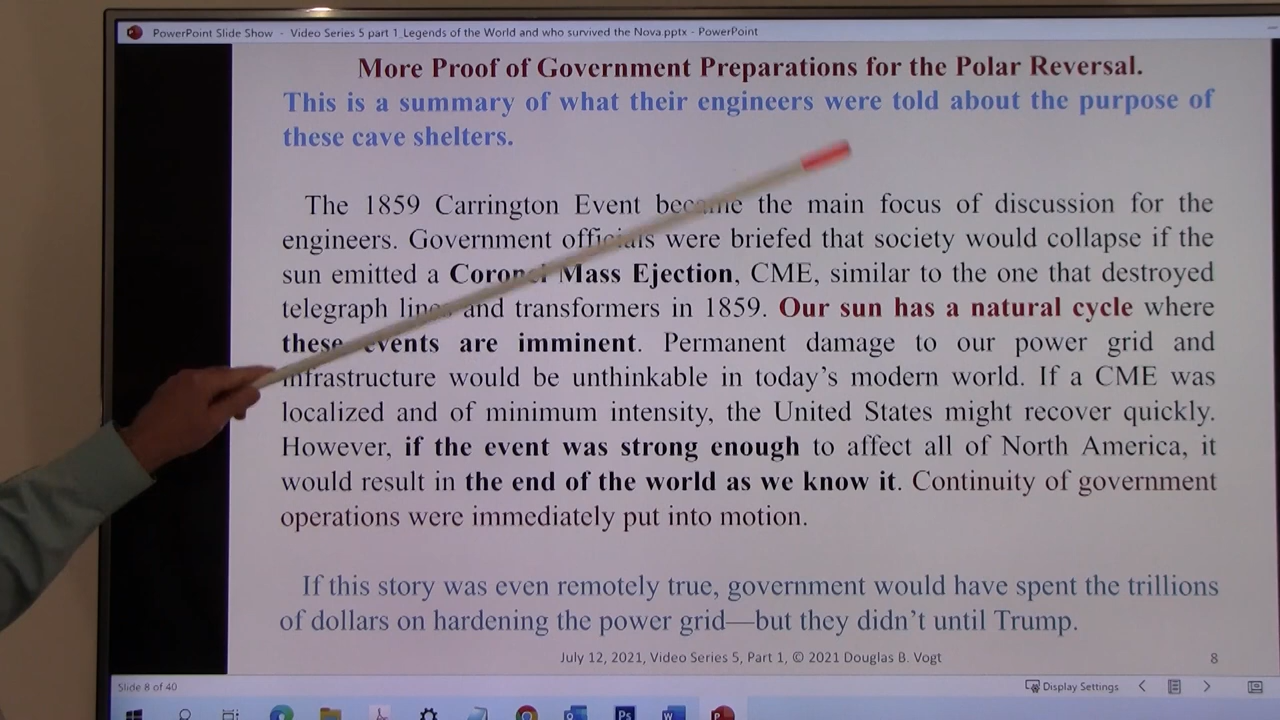 PowerPoint Slide Show - Video Series 5 part 1_Legends of the World and who survived the Nova.pptx - PowerPoint
More Proof of Government Preparations for the Polar Reversal.
This is a summary of what their engineers were told about the purpose of
these cave shelters.
The 1859 Carrington Event became the main focus of discussion for the
engineers. Government officials were briefed that society would collapse if the
sun emitted a Coronal Mass Ejection, CME, similar to the one that destroyed
telegraph lines and transformers in 1859. Our sun has a natural cycle where
these events are imminent. Permanent damage to our power grid and
infrastructure would be unthinkable in today's modern world. If a CME was
localized and of minimum intensity, the United States might recover quickly.
However, if the event was strong enough to affect all of North America, it
would result in the end of the world as we know it. Continuity of government
operations were immediately put into motion.
If this story was even remotely true, government would have spent the trillions
of dollars on hardening the power grid—but they didn't until Trump.
July 12, 2021, Video Series 5, Part 1, © 2021 Douglas B. Vogt 8
Slide 8 of 40 Display Settings